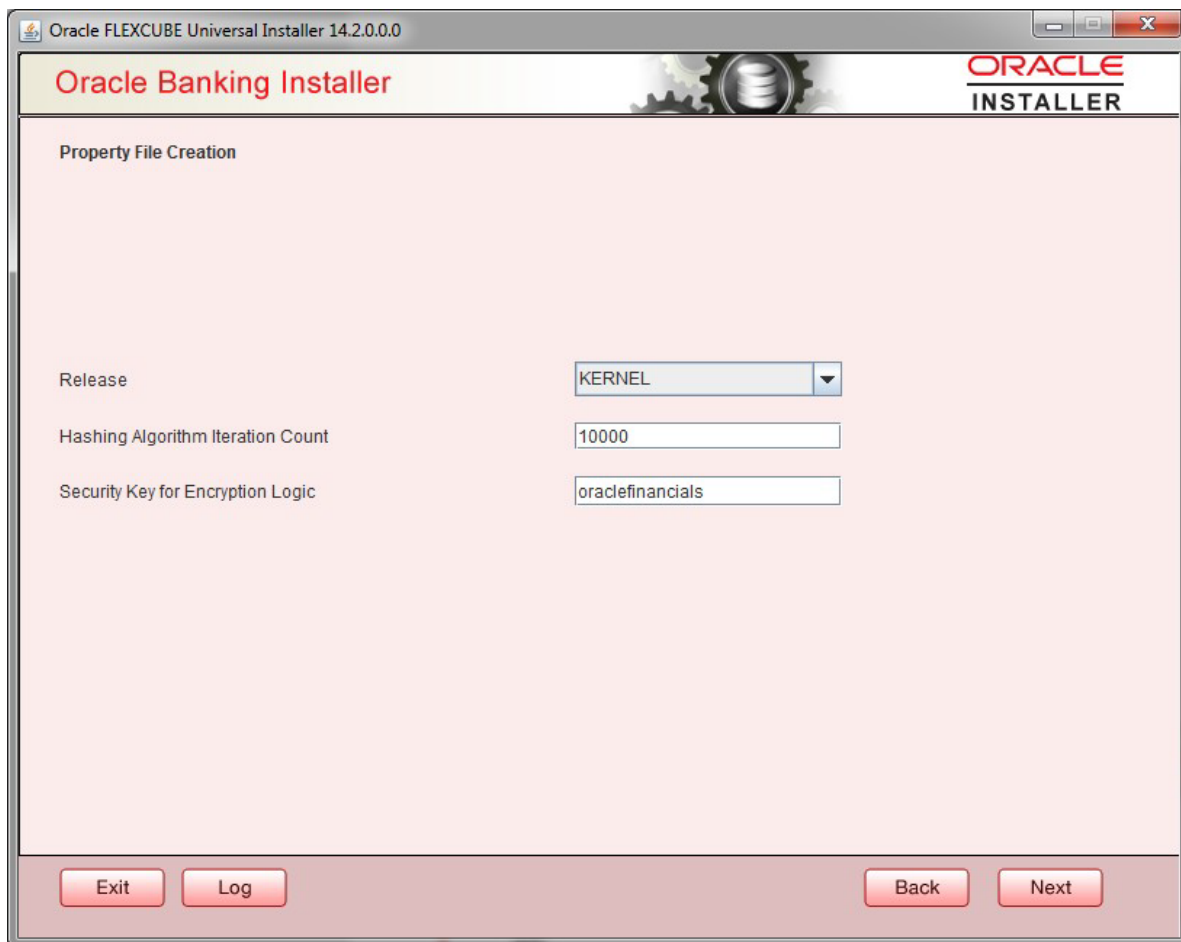 Oracle FLEXCUBE Universal Installer 14.2.0.0.0
Oracle Banking Installer
ORACLE
INSTALLER
Property File Creation
Release
KERNEL
Hashing Algorithm Iteration Count
10000
Security Key for Encryption Logic
oraclefinancials
Exit
Log
Back
Next